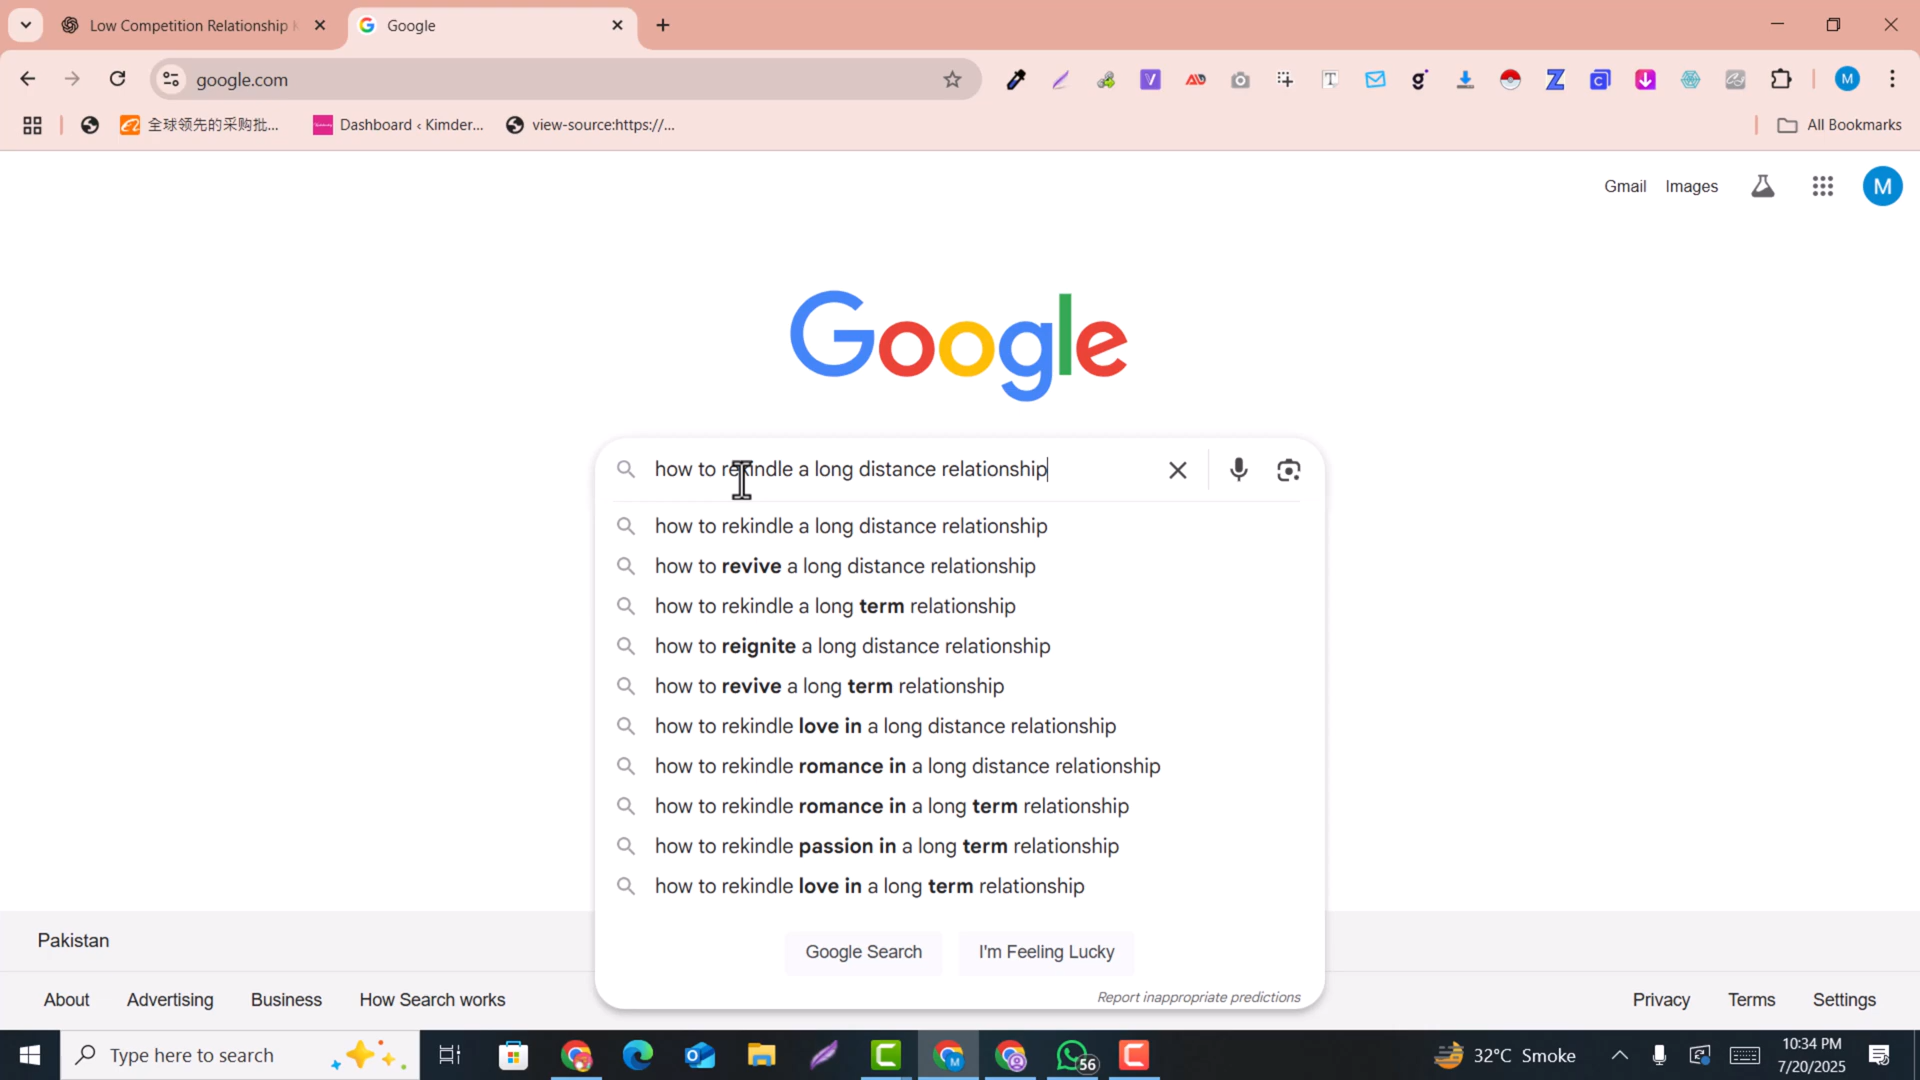 Low Competition Relationship
Google
google.com
全球领先的采购批...
Dashboard ‹ Kimder...
view-source:https://...
All Bookmarks
M
Gmail
Images
M
Google
how to rekindle a long distance relationship
how to rekindle a long distance relationship
how to revive a long distance relationship
how to rekindle a long term relationship
how to reignite a long distance relationship
how to revive a long term relationship
how to rekindle love in a long distance relationship
how to rekindle romance in a long distance relationship
how to rekindle romance in a long term relationship
how to rekindle passion in a long term relationship
how to rekindle love in a long term relationship
Google Search
I'm Feeling Lucky
Report inappropriate predictions
Pakistan
About
Advertising
Business
How Search works
Privacy
Terms
Settings
Type here to search
56
32°C Smoke
10:34 PM
7/20/2025